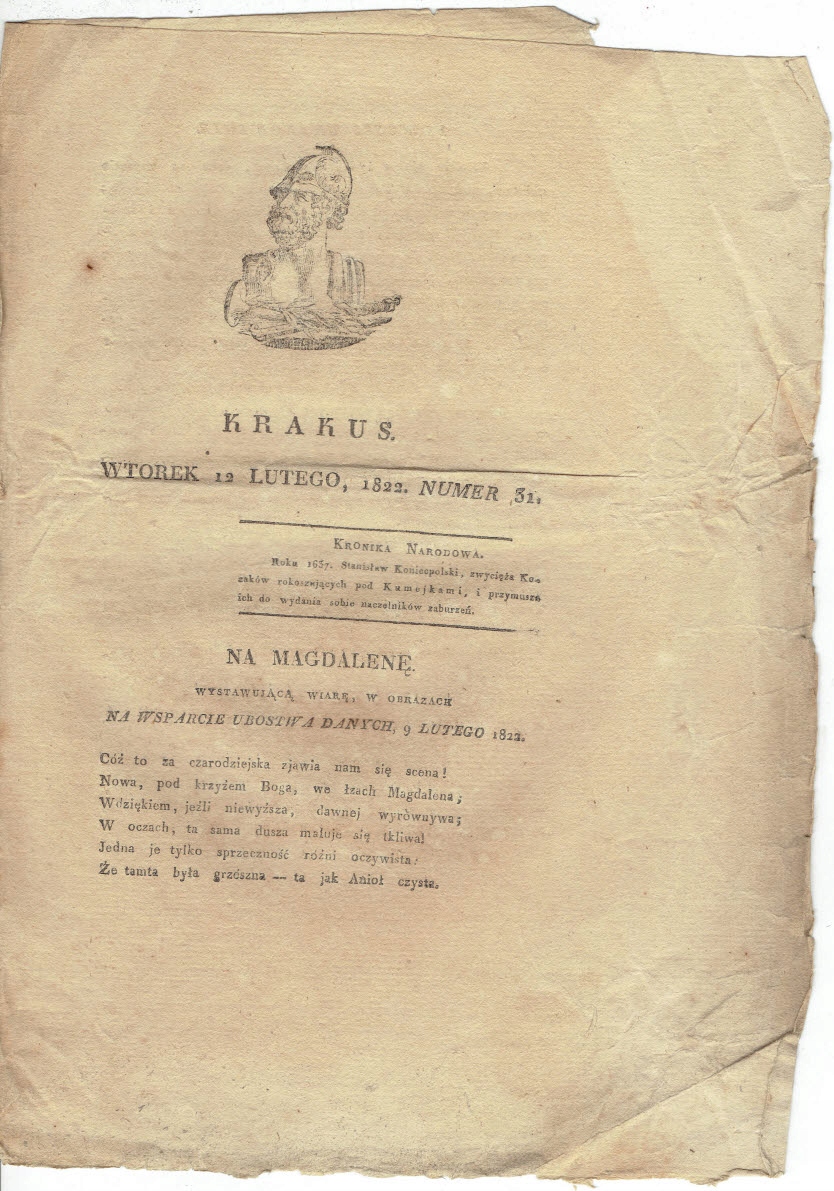 KRAKUS.
WTOREK 12 LUTEGO, 1822. NUMER 31.
KRONIKA NARODOWA.
Roku 1637. Stanisław Koniecpolski, zwycięża Ko-
zaków rokoszujących pod Kumejkami, i przymusza
ich do wydania sobie naczelników zaburzeń.
NA MAGDALENĘ.
WYSTAWUJĄCĄ WIARĘ, W OBRAZACH
NA WSPARCIE UBOSTWA DANYCH, 9 LUTEGO 1822.
Cóż to za czarodziejska zjawia nam się scena!
Nowa, pod krzyżem Boga, we łzach Magdalena;
Wdziękiem, jeźli niewyższa, dawnej wyrównywa;
W oczach, ta sama dusza maluje się tkliwa!
Jedna je tylko sprzeczność różni oczywista:
Że tamta była grzészna — ta jak Anioł czysta.